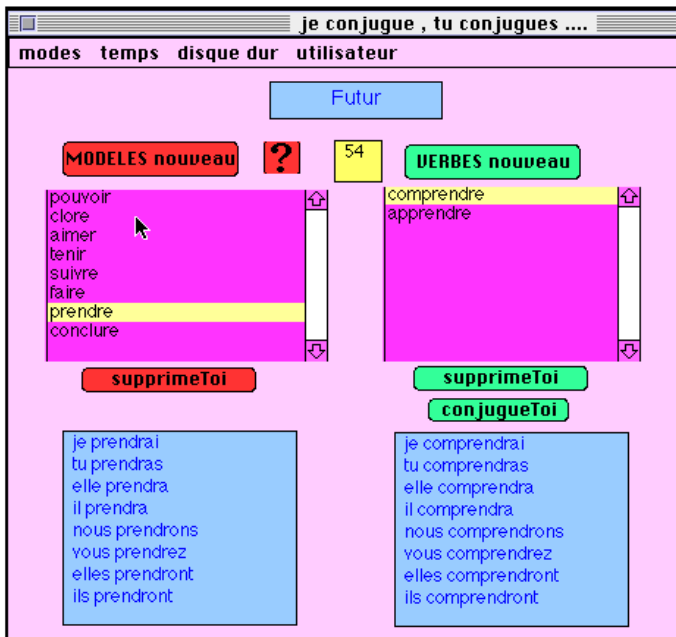 je conjugue , tu conjugues ....
modes temps disque dur utilisateur
Futur
MODELES nouveau
?
54
VERBES nouveau
pouvoir
clore
aimer
tenir
suivre
faire
prendre
conclure
comprendre
apprendre
supprimeToi
supprimeToi
conjugueToi
je prendrai
tu prendras
elle prendra
il prendra
nous prendrons
vous prendrez
elles prendront
ils prendront
je comprendrai
tu comprendras
elle comprendra
il comprendra
nous comprendrons
vous comprendrez
elles comprendront
ils comprendront